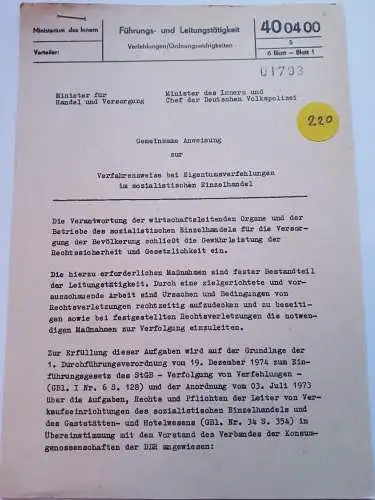 Ministerium des Innern
Verteiler:
Führungs- und Leitungstätigkeit
Verfehlungen/Ordnungswidrigkeiten
40 04 00
S
6 Blatt – Blatt 1
01793
220
Minister für
Handel und Versorgung
Minister des Innern und
Chef der Deutschen Volkspolizei
Gemeinsame Anweisung
zur
Verfahrensweise bei Eigentumsverfehlungen
im sozialistischen Einzelhandel
Die Verantwortung der wirtschaftsleitenden Organe und der
Betriebe des sozialistischen Einzelhandels für die Versor-
gung der Bevölkerung schließt die Gewährleistung der
Rechtssicherheit und Gesetzlichkeit ein.
Die hierzu erforderlichen Maßnahmen sind fester Bestandteil
der Leitungstätigkeit. Durch eine zielgerichtete und vor-
ausschauende Arbeit sind Ursachen und Bedingungen von
Rechtsverletzungen rechtzeitig aufzudecken und zu beseiti-
gen sowie bei festgestellten Rechtsverletzungen die notwen-
digen Maßnahmen zur Verfolgung einzuleiten.
Zur Erfüllung dieser Aufgaben wird auf der Grundlage der
1. Durchführungsverordnung vom 19. Dezember 1974 zum Ein-
führungsgesetz des StGB - Verfolgung von Verfehlungen -
(GBl. I Nr. 6 S. 128) und der Anordnung vom 03. Juli 1973
über die Aufgaben, Rechte und Pflichten der Leiter von Ver-
kaufseinrichtungen des sozialistischen Einzelhandels und
des Gaststätten- und Hotelwesens (GBl. Nr. 34 S. 354) in
Übereinstimmung mit dem Vorstand des Verbandes der Konsum-
genossenschaften der DDR angewiesen: